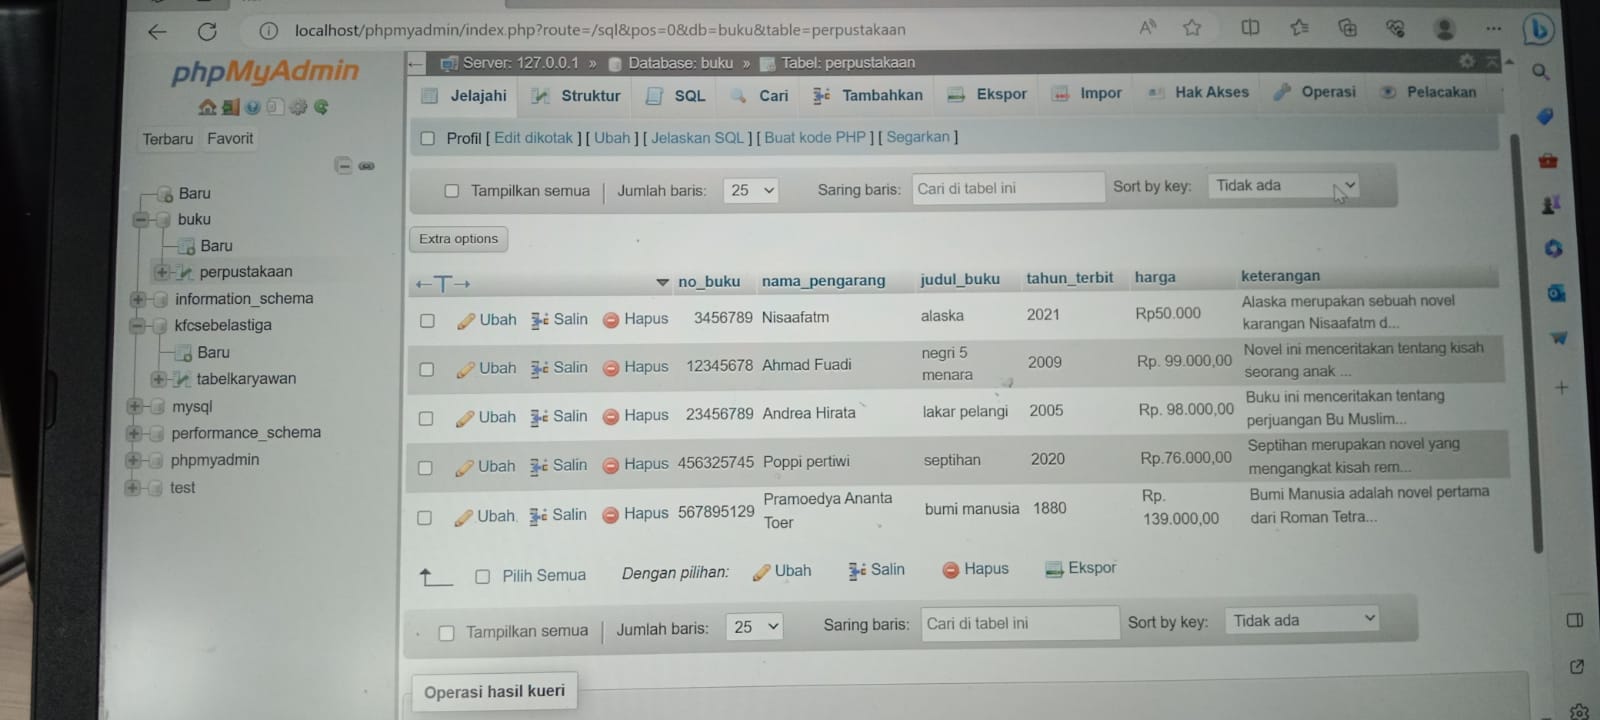 localhost/phpmyadmin/index.php?route=/sql&pos=0&db=buku&table=perpustakaan
phpMyAdmin
Terbaru Favorit
Baru
buku
Baru
perpustakaan
information_schema
kfcsebelastiga
Baru
tabelkaryawan
mysql
performance_schema
phpmyadmin
test
Server: 127.0.0.1 » Database: buku » Tabel: perpustakaan
Jelajahi Struktur SQL Cari Tambahkan Ekspor Impor Hak Akses Operasi Pelacakan
Profil [ Edit dikotak ] [ Ubah ] [ Jelaskan SQL ] [ Buat kode PHP ] [ Segarkan ]
Tampilkan semua Jumlah baris: 25 Saring baris: Cari di tabel ini Sort by key: Tidak ada
Extra options
no_buku nama_pengarang judul_buku tahun_terbit harga keterangan
Ubah Salin Hapus 3456789 Nisaafatm alaska 2021 Rp50.000 Alaska merupakan sebuah novel
karangan Nisaafatm d...
Ubah Salin Hapus 12345678 Ahmad Fuadi negri 5
menara 2009 Rp. 99.000,00 Novel ini menceritakan tentang kisah
seorang anak ...
Ubah Salin Hapus 23456789 Andrea Hirata lakar pelangi 2005 Rp. 98.000,00 Buku ini menceritakan tentang
perjuangan Bu Muslim...
Ubah Salin Hapus 456325745 Poppi pertiwi septihan 2020 Rp.76.000,00 Septihan merupakan novel yang
mengangkat kisah rem...
Ubah Salin Hapus 567895129 Pramoedya Ananta
Toer bumi manusia 1880 Rp.
139.000,00 Bumi Manusia adalah novel pertama
dari Roman Tetra...
Pilih Semua Dengan pilihan: Ubah Salin Hapus Ekspor
Tampilkan semua Jumlah baris: 25 Saring baris: Cari di tabel ini Sort by key: Tidak ada
Operasi hasil kueri